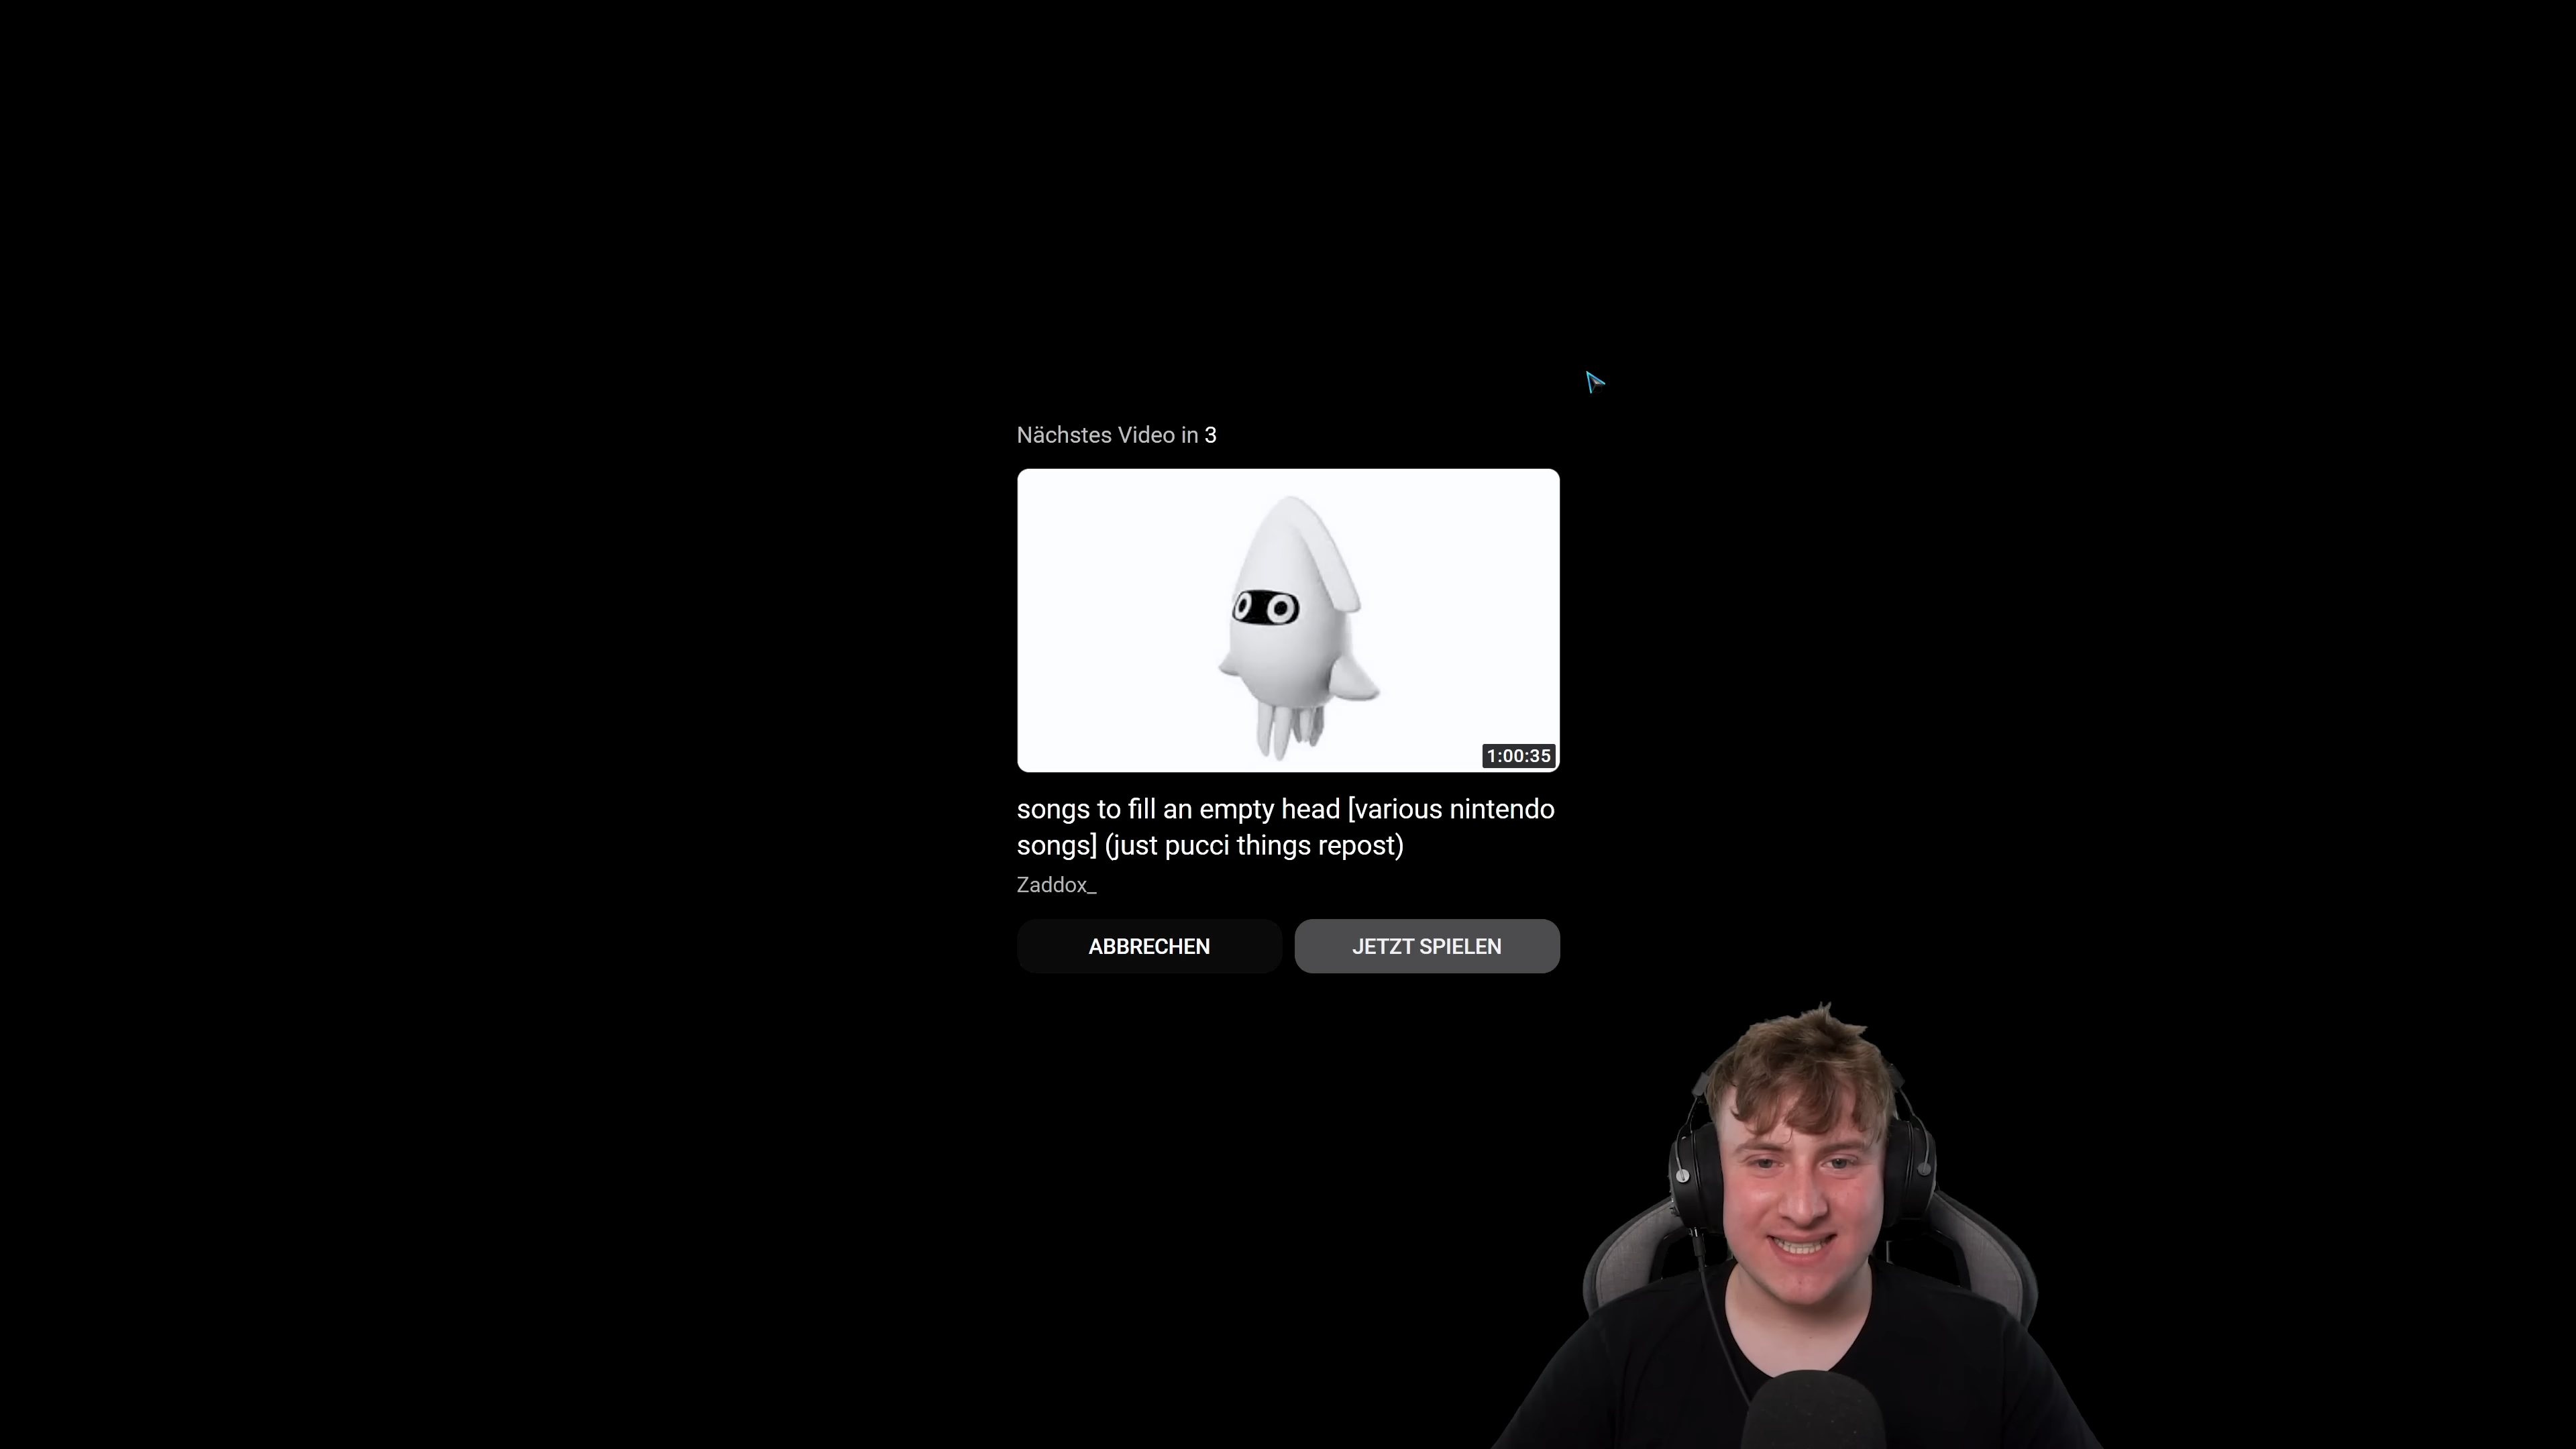 Nächstes Video in 3
1:00:35
songs to fill an empty head [various nintendo
songs] (just pucci things repost)
Zaddox_
ABBRECHEN
JETZT SPIELEN